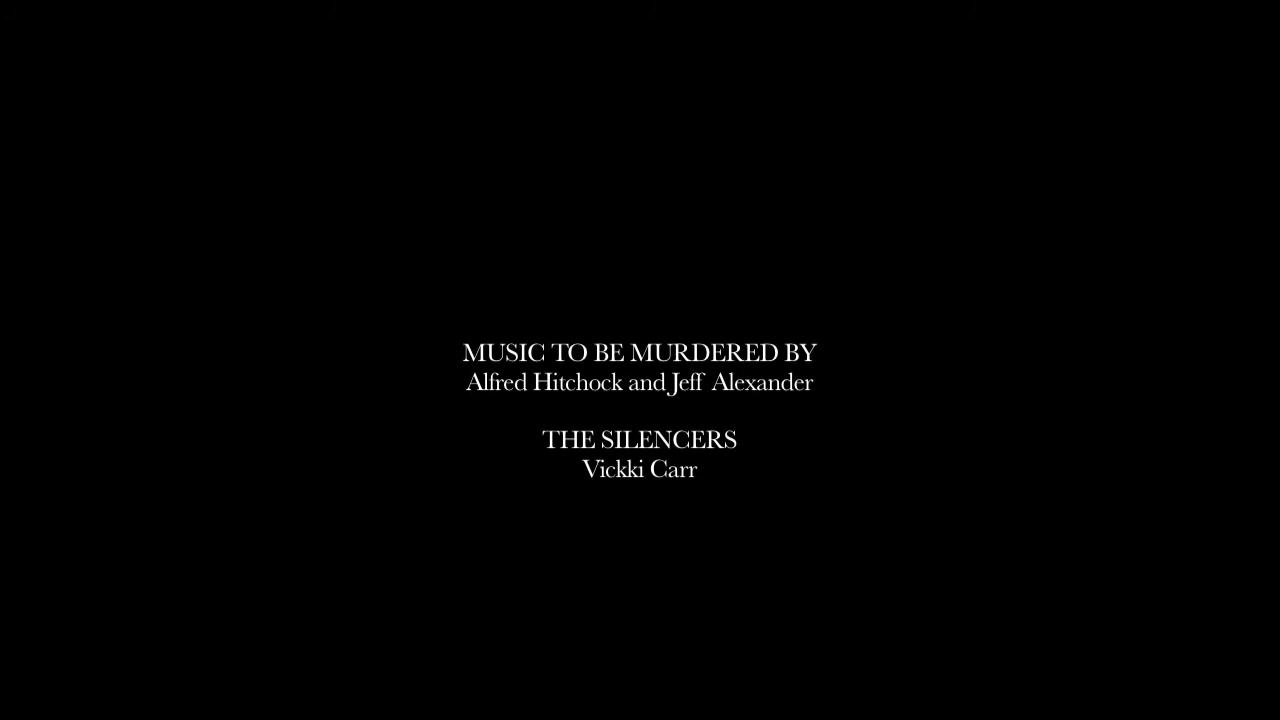 MUSIC TO BE MURDERED BY
Alfred Hitchock and Jeff Alexander
THE SILENCERS
Vickki Carr